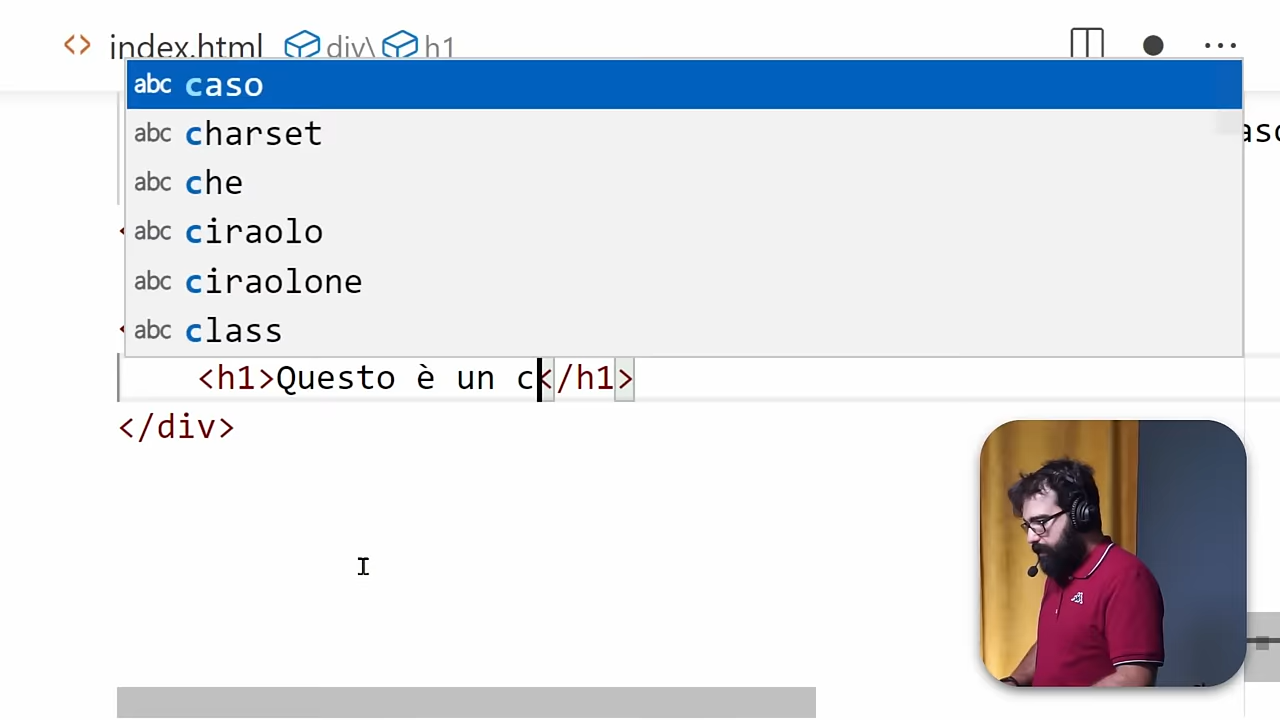 index.html div\ h1
abc caso
abc charset
abc che
abc ciraolo
abc ciraolone
abc class
<h1>Questo è un c</h1>
</div>